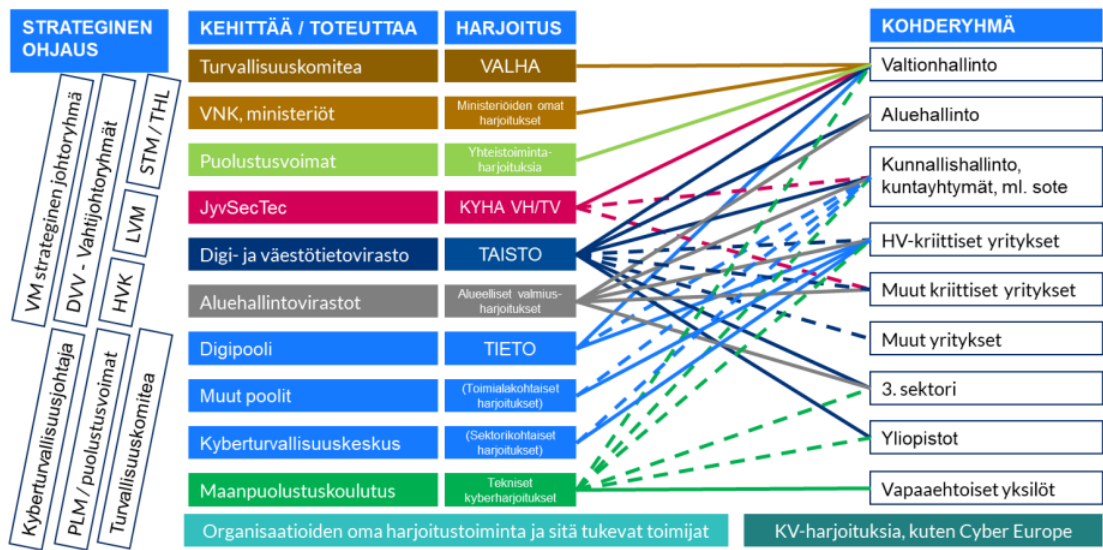 STRATEGINEN
OHJAUS
VM strateginen johtoryhmä
DVV - Vahtijohtoryhmät
STM / THL
LVM
HVK
Kyberturvallisuusjohtaja
PLM / puolustusvoimat
Turvallisuuskomitea
KEHITTÄÄ / TOTEUTTAA
HARJOITUS
Turvallisuuskomitea
VALHA
VNK, ministeriöt
Ministeriöiden omat
harjoitukset
Puolustusvoimat
Yhteistoiminta-
harjoituksia
JyvSecTec
KYHA VH/TV
Digi- ja väestötietovirasto
TAISTO
Aluehallintovirastot
Alueelliset valmius-
harjoitukset
Digipooli
TIETO
Muut poolit
(Toimialakohtaiset
harjoitukset)
Kyberturvallisuuskeskus
(Sektorikohtaiset
harjoitukset)
Maanpuolustuskoulutus
Tekniset
kyberharjoitukset
KOHDERYHMÄ
Valtionhallinto
Aluehallinto
Kunnallishallinto,
kuntayhtymät, ml. sote
HV-kriittiset yritykset
Muut kriittiset yritykset
Muut yritykset
3. sektori
Yliopistot
Vapaaehtoiset yksilöt
Organisaatioiden oma harjoitustoiminta ja sitä tukevat toimijat
KV-harjoituksia, kuten Cyber Europe